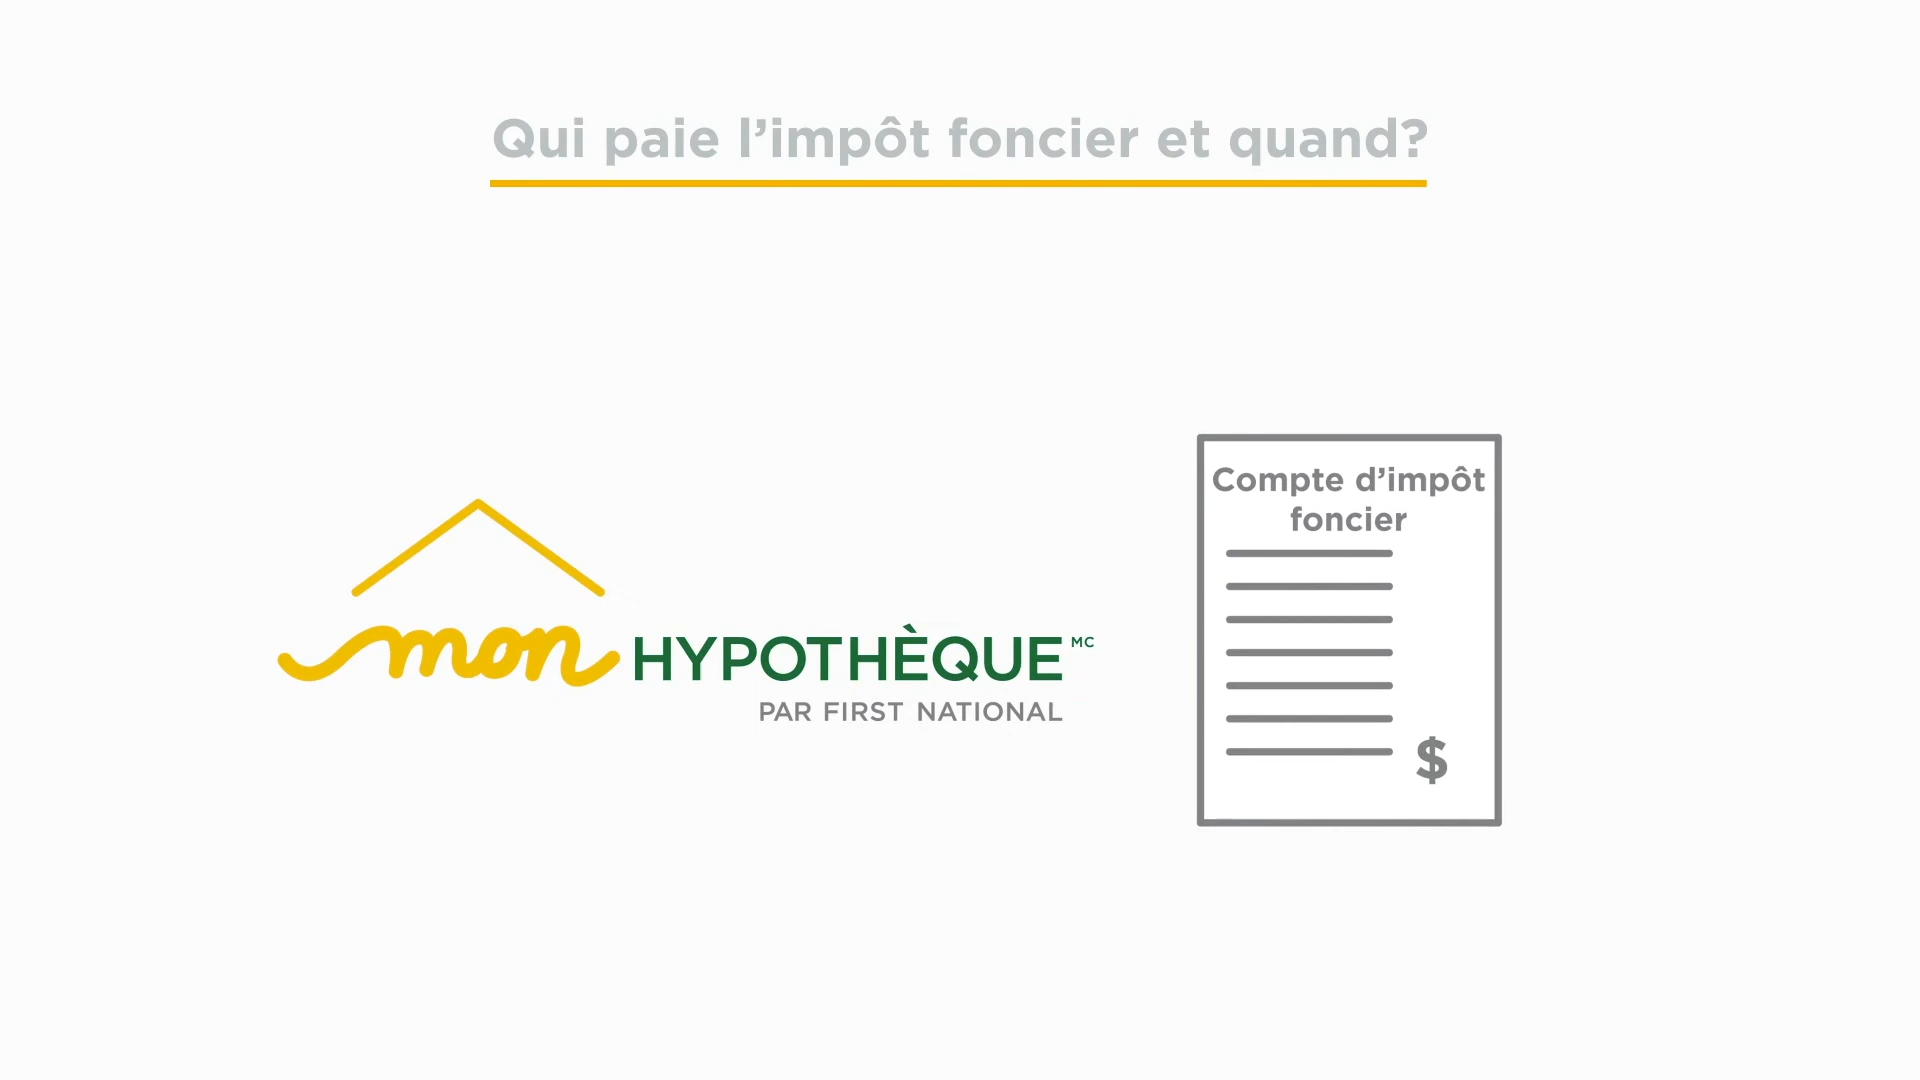 Qui paie l’impôt foncier et quand?
mon HYPOTHÈQUE MC
PAR FIRST NATIONAL
Compte d’impôt
foncier
$